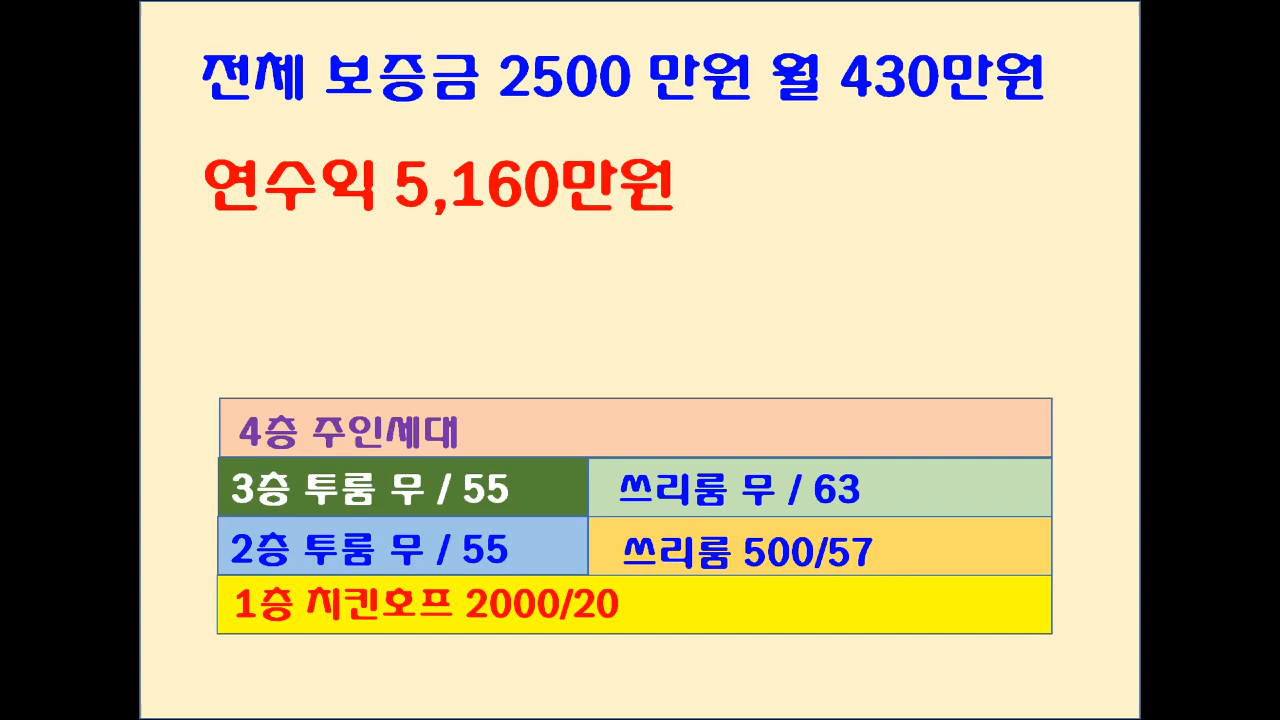 전체 보증금 2500 만원 월 430만원
연수익 5,160만원
4층 주인세대
3층 투룸 무 / 55 쓰리룸 무 / 63
2층 투룸 무 / 55 쓰리룸 500/57
1층 치킨호프 2000/20